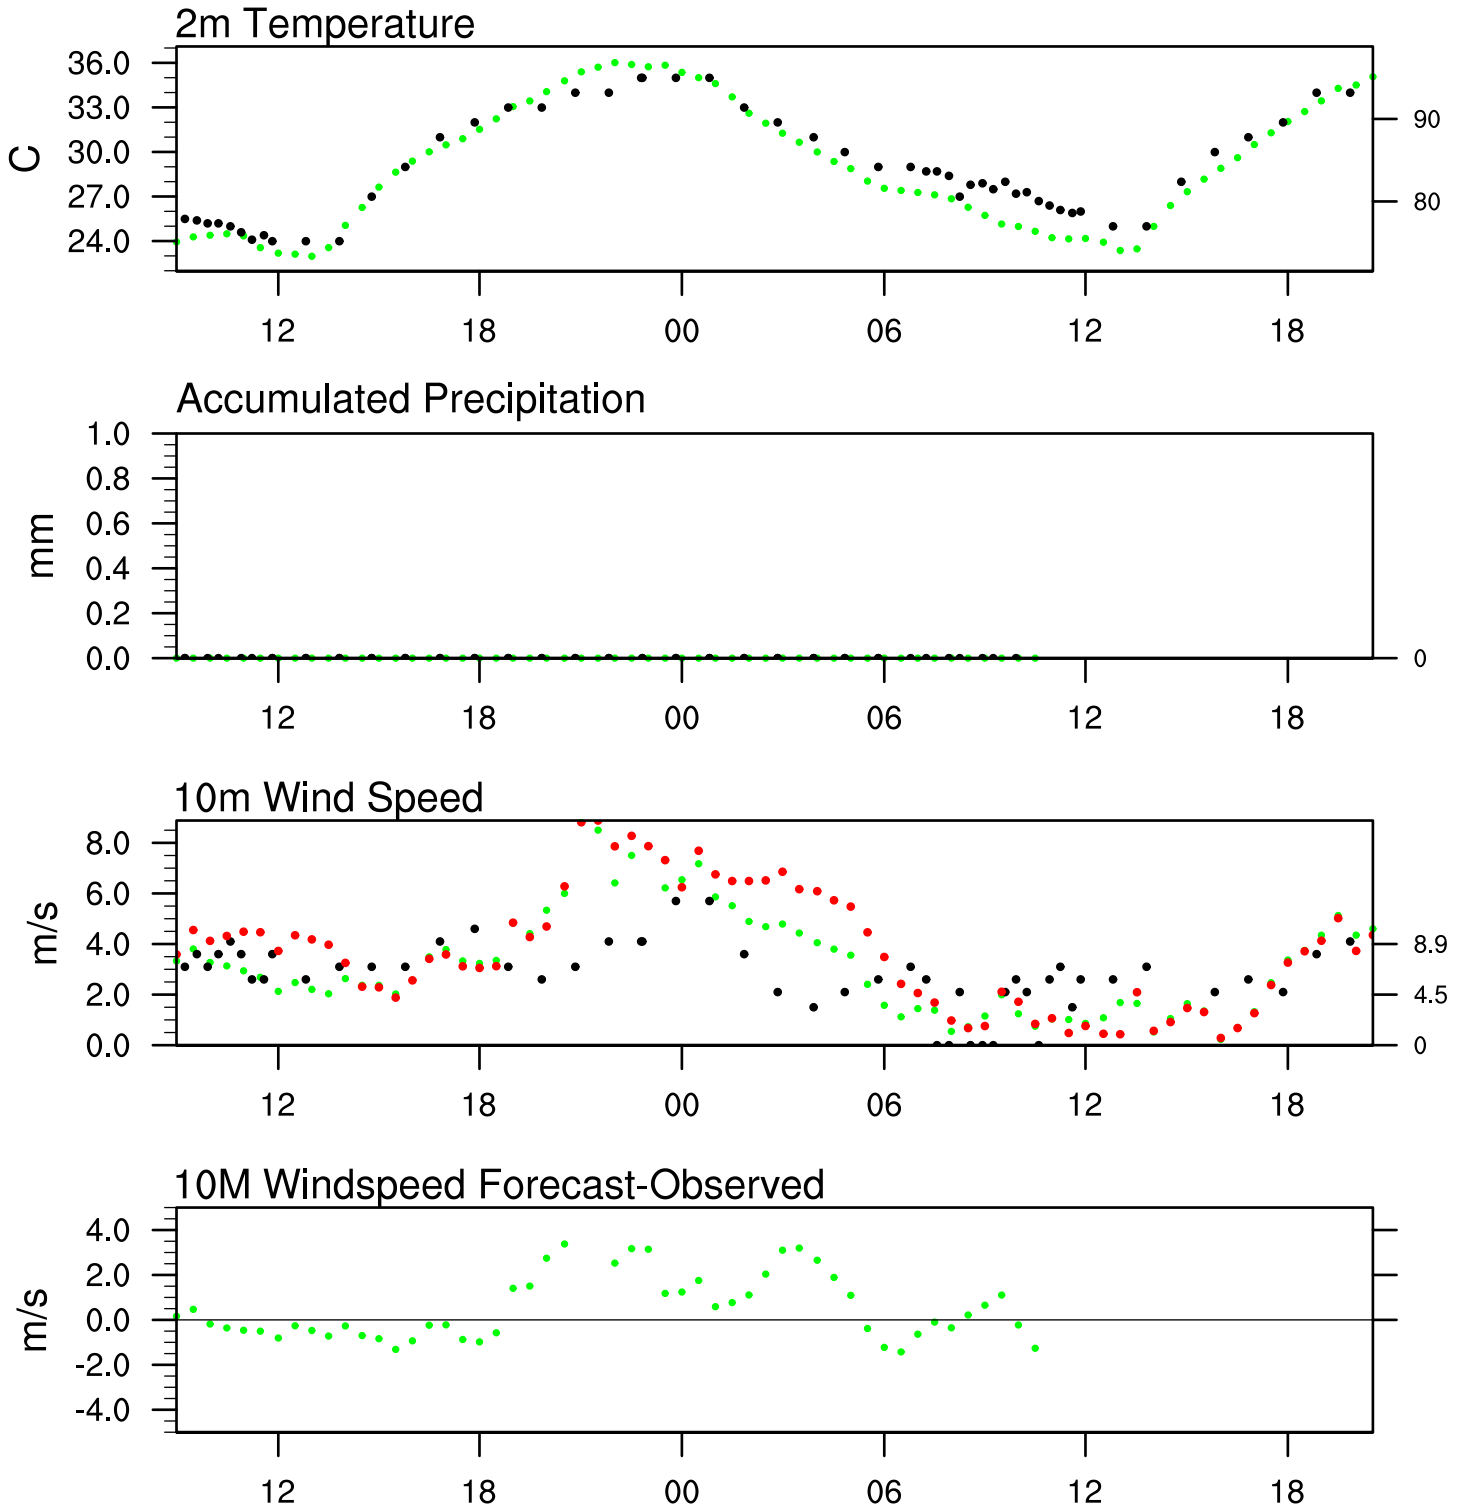 2m Temperature
36.0
33.0
30.0
27.0
24.0
C
90
80
12 18 00 06 12 18
Accumulated Precipitation
1.0
0.8
0.6
0.4
0.2
0.0
mm
0
12 18 00 06 12 18
10m Wind Speed
8.0
6.0
4.0
2.0
0.0
m/s
8.9
4.5
0
12 18 00 06 12 18
10M Windspeed Forecast-Observed
4.0
2.0
0.0
-2.0
-4.0
m/s
12 18 00 06 12 18